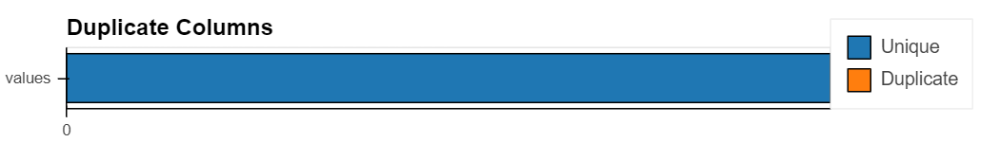 Duplicate Columns
values
0
Unique
Duplicate